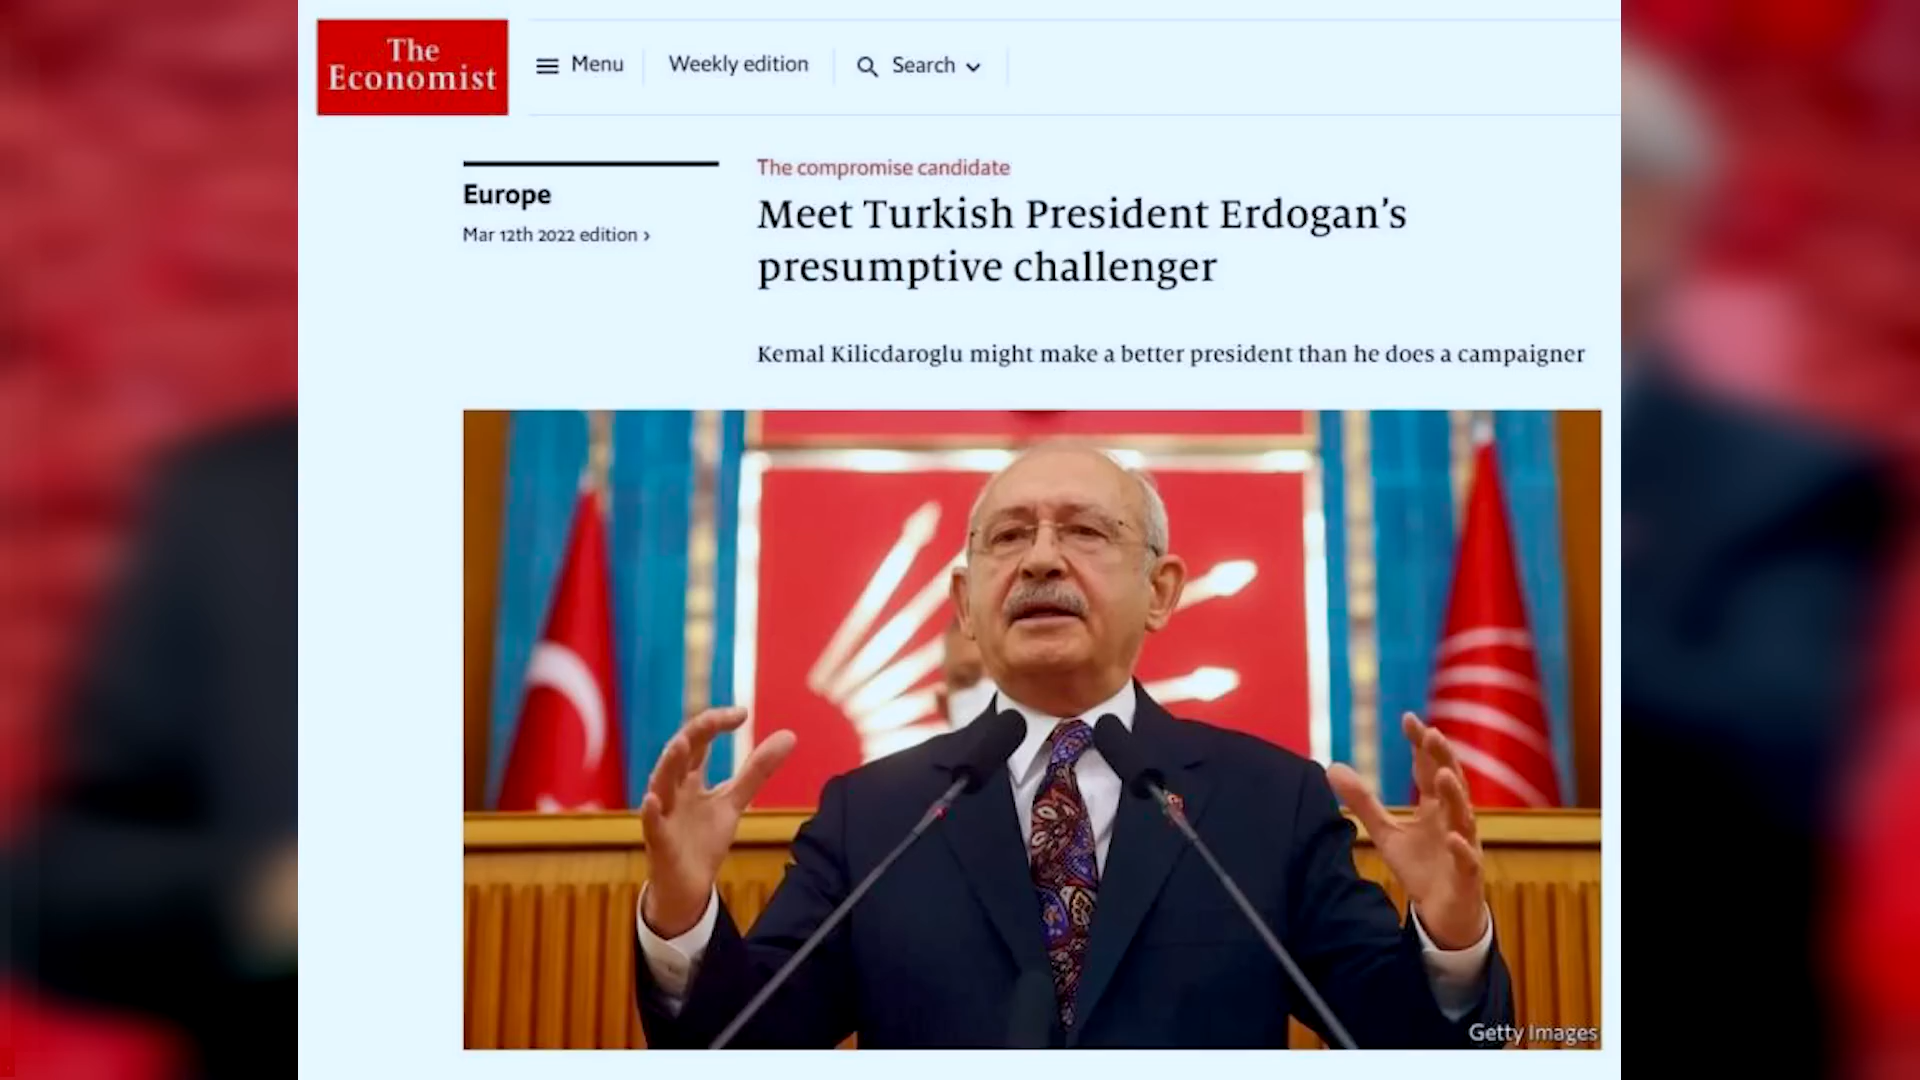 The
Economist
Menu
Weekly edition
Search
Europe
Mar 12th 2022 edition ›
The compromise candidate
Meet Turkish President Erdogan’s
presumptive challenger
Kemal Kilicdaroglu might make a better president than he does a campaigner
Getty Images